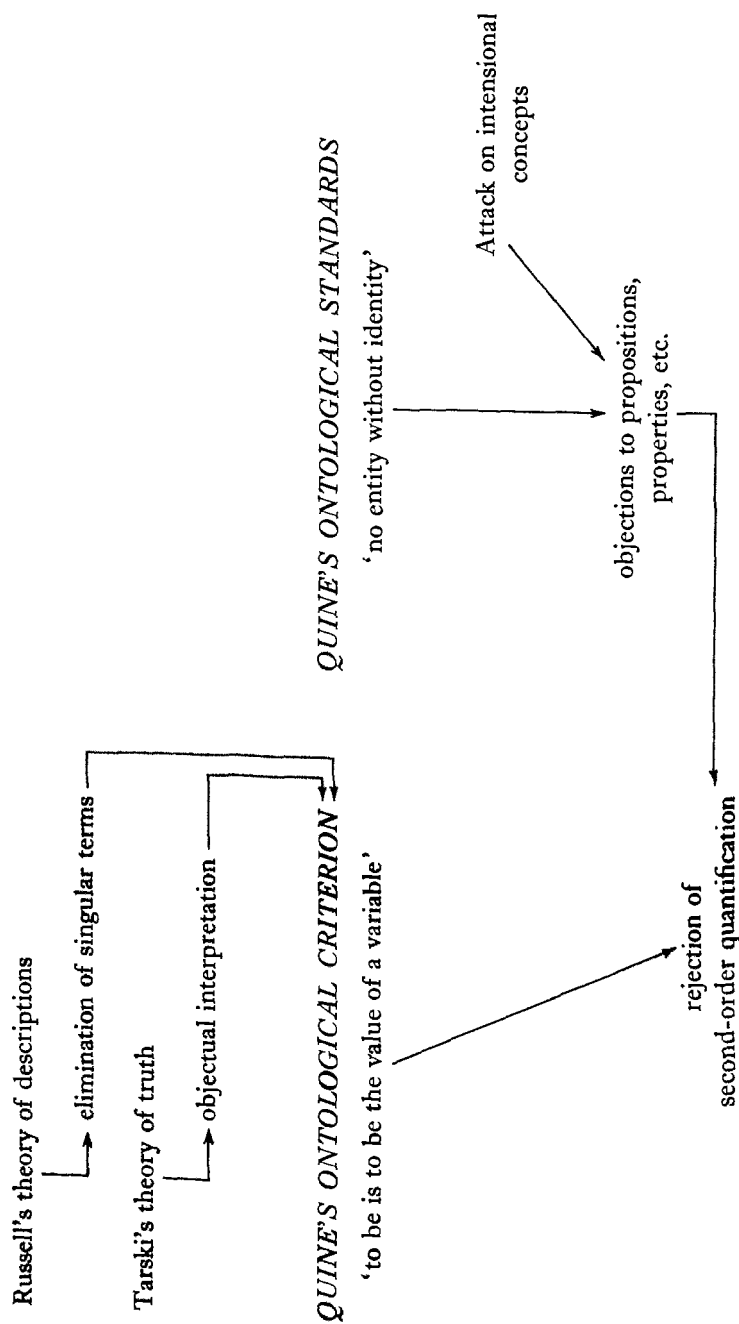 Russell's theory of descriptions
elimination of singular terms
Tarski's theory of truth
objectual interpretation
QUINE'S ONTOLOGICAL CRITERION
'to be is to be the value of a variable'
QUINE'S ONTOLOGICAL STANDARDS
'no entity without identity'
Attack on intensional
concepts
objections to propositions,
properties, etc.
rejection of
second-order quantification